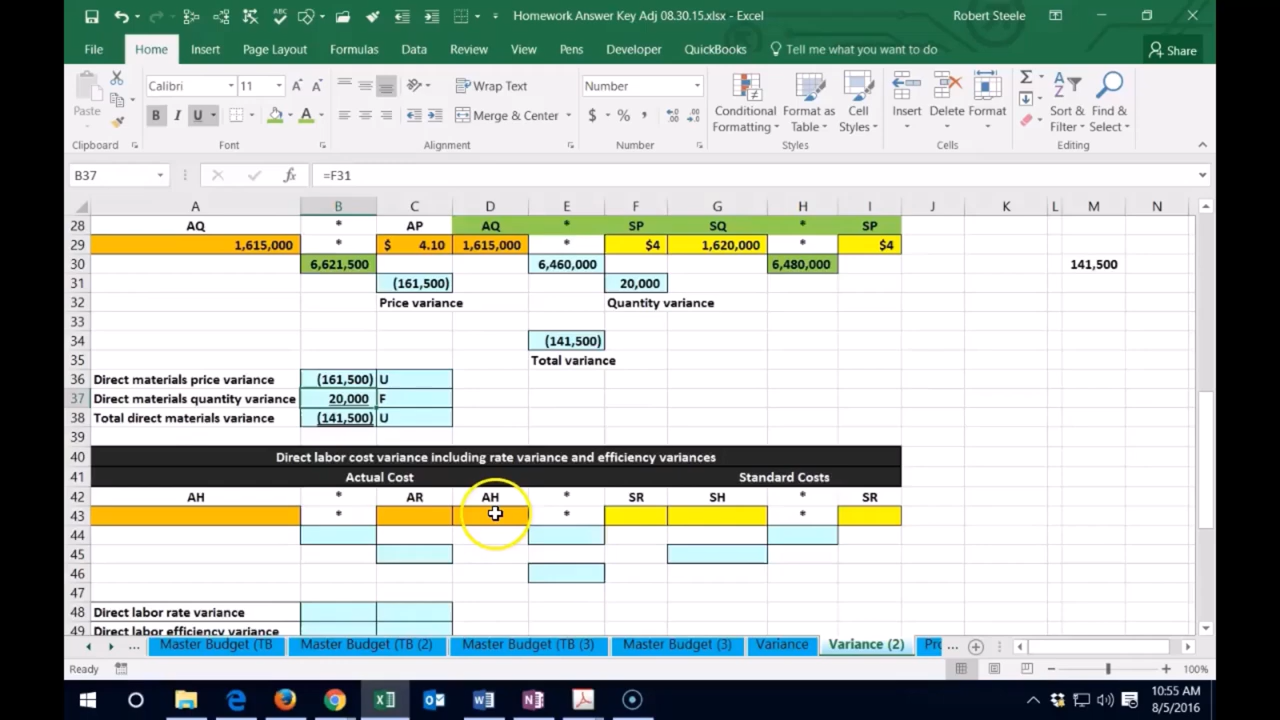 Homework Answer Key Adj 08.30.15.xlsx - Excel
Robert Steele
File Home Insert Page Layout Formulas Data Review View Pens Developer QuickBooks Tell me what you want to do Share
Paste
Calibri 11 A A
B I U A
Wrap Text
Merge & Center
Number
$ % ,
Conditional Formatting
Format as Table
Cell Styles
Insert Delete Format
Sort & Filter
Find & Select
Clipboard Font Alignment Number Styles Cells Editing
B37 fx =F31
A B C D E F G H I J K L M N
28 AQ * AP AQ * SP SQ * SP
29 1,615,000 * $ 4.10 1,615,000 * $4 1,620,000 * $4
30 6,621,500 6,460,000 6,480,000 141,500
31 (161,500) 20,000
32 Price variance Quantity variance
33
34 (141,500)
35 Total variance
36 Direct materials price variance (161,500) U
37 Direct materials quantity variance 20,000 F
38 Total direct materials variance (141,500) U
39
40 Direct labor cost variance including rate variance and efficiency variances
41 Actual Cost Standard Costs
42 AH * AR AH * SR SH * SR
43 * * *
44
45
46
47
48 Direct labor rate variance
49 Direct labor efficiency variance
... Master Budget (TB Master Budget (TB (2) Master Budget (TB (3) Master Budget (3) Variance Variance (2) Pr ...
Ready 100%
10:55 AM
8/5/2016